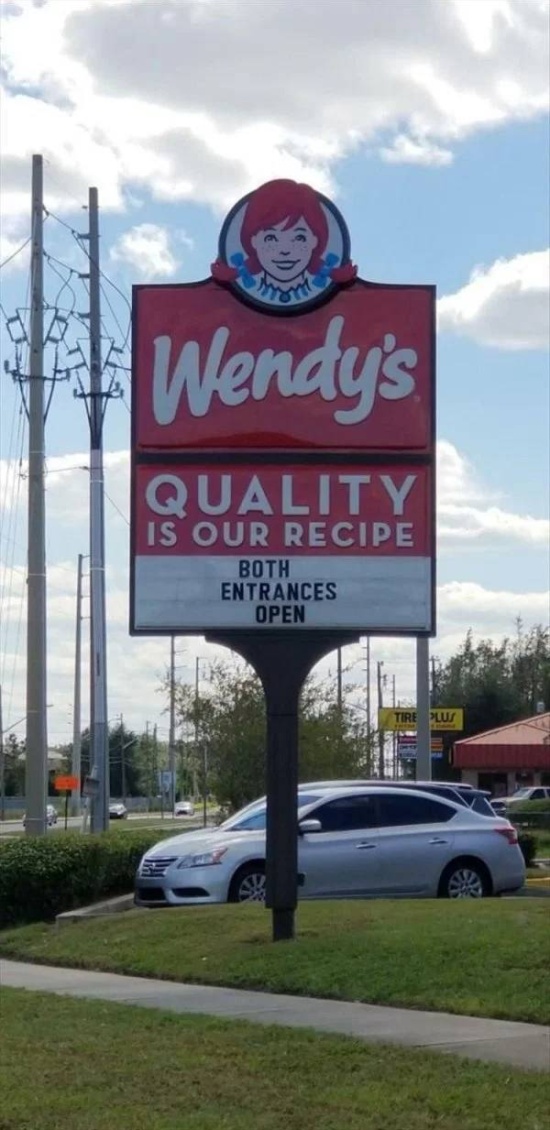 Wendy's
QUALITY
IS OUR RECIPE
BOTH
ENTRANCES
OPEN
TIRE PLUS